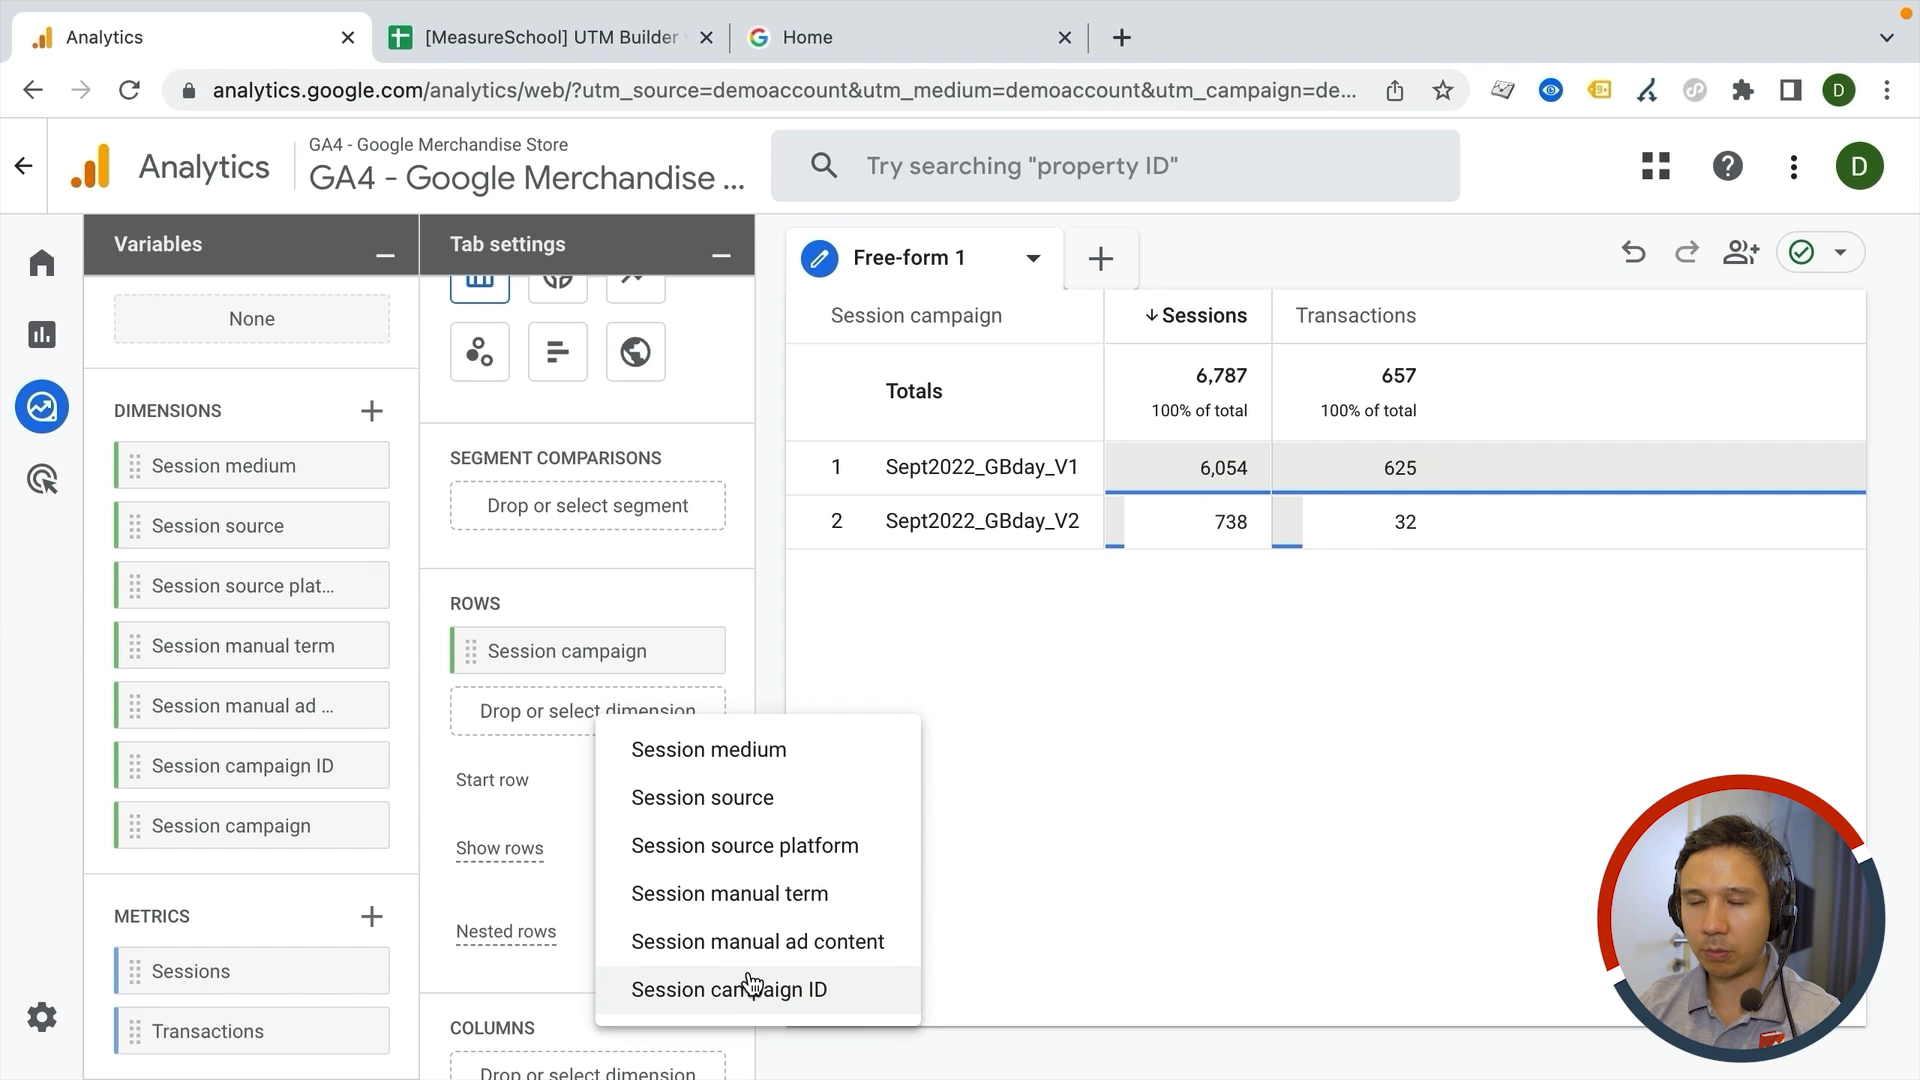 Analytics
[MeasureSchool] UTM Builder
Home
analytics.google.com/analytics/web/?utm_source=demoaccount&utm_medium=demoaccount&utm_campaign=de...
D
Analytics
GA4 - Google Merchandise Store
GA4 - Google Merchandise ...
Try searching "property ID"
D
Variables
None
DIMENSIONS
Session medium
Session source
Session source plat...
Session manual term
Session manual ad ...
Session campaign ID
Session campaign
METRICS
Sessions
Transactions
Tab settings
SEGMENT COMPARISONS
Drop or select segment
ROWS
Session campaign
Drop or select dimension
Start row
Show rows
Nested rows
COLUMNS
Drop or select dimension
Session medium
Session source
Session source platform
Session manual term
Session manual ad content
Session campaign ID
Free-form 1
Session campaign Sessions Transactions
Totals 6,787 657
100% of total 100% of total
1 Sept2022_GBday_V1 6,054 625
2 Sept2022_GBday_V2 738 32